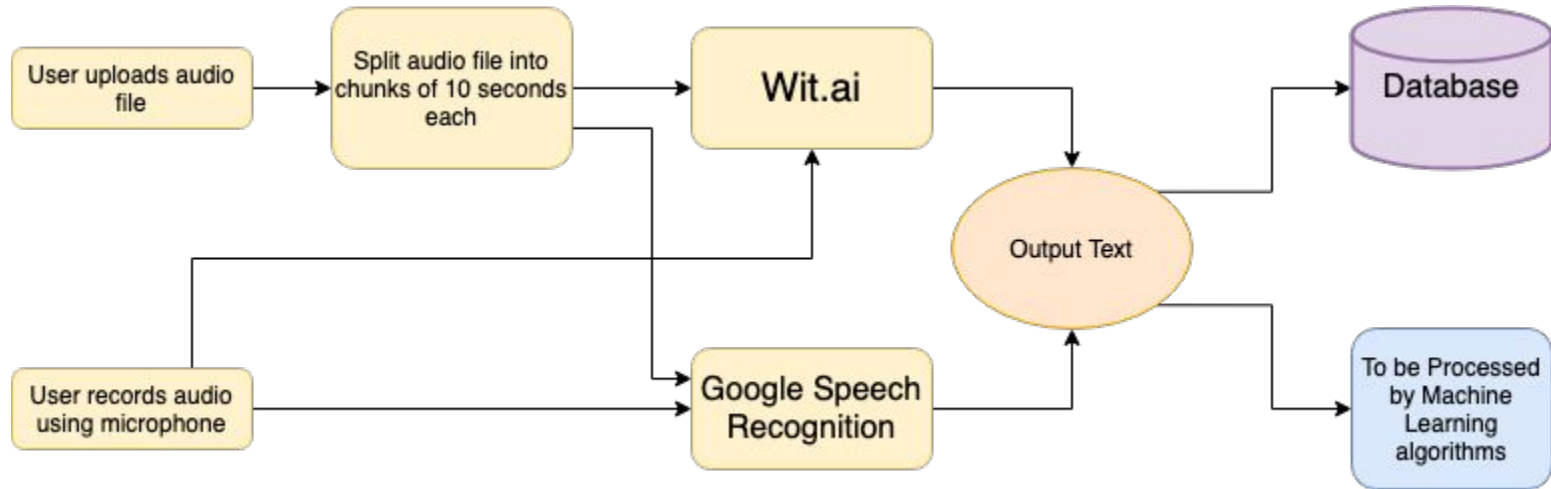 User uploads audio
file
Split audio file into
chunks of 10 seconds
each
Wit.ai
Database
Output Text
User records audio
using microphone
Google Speech
Recognition
To be Processed
by Machine
Learning
algorithms